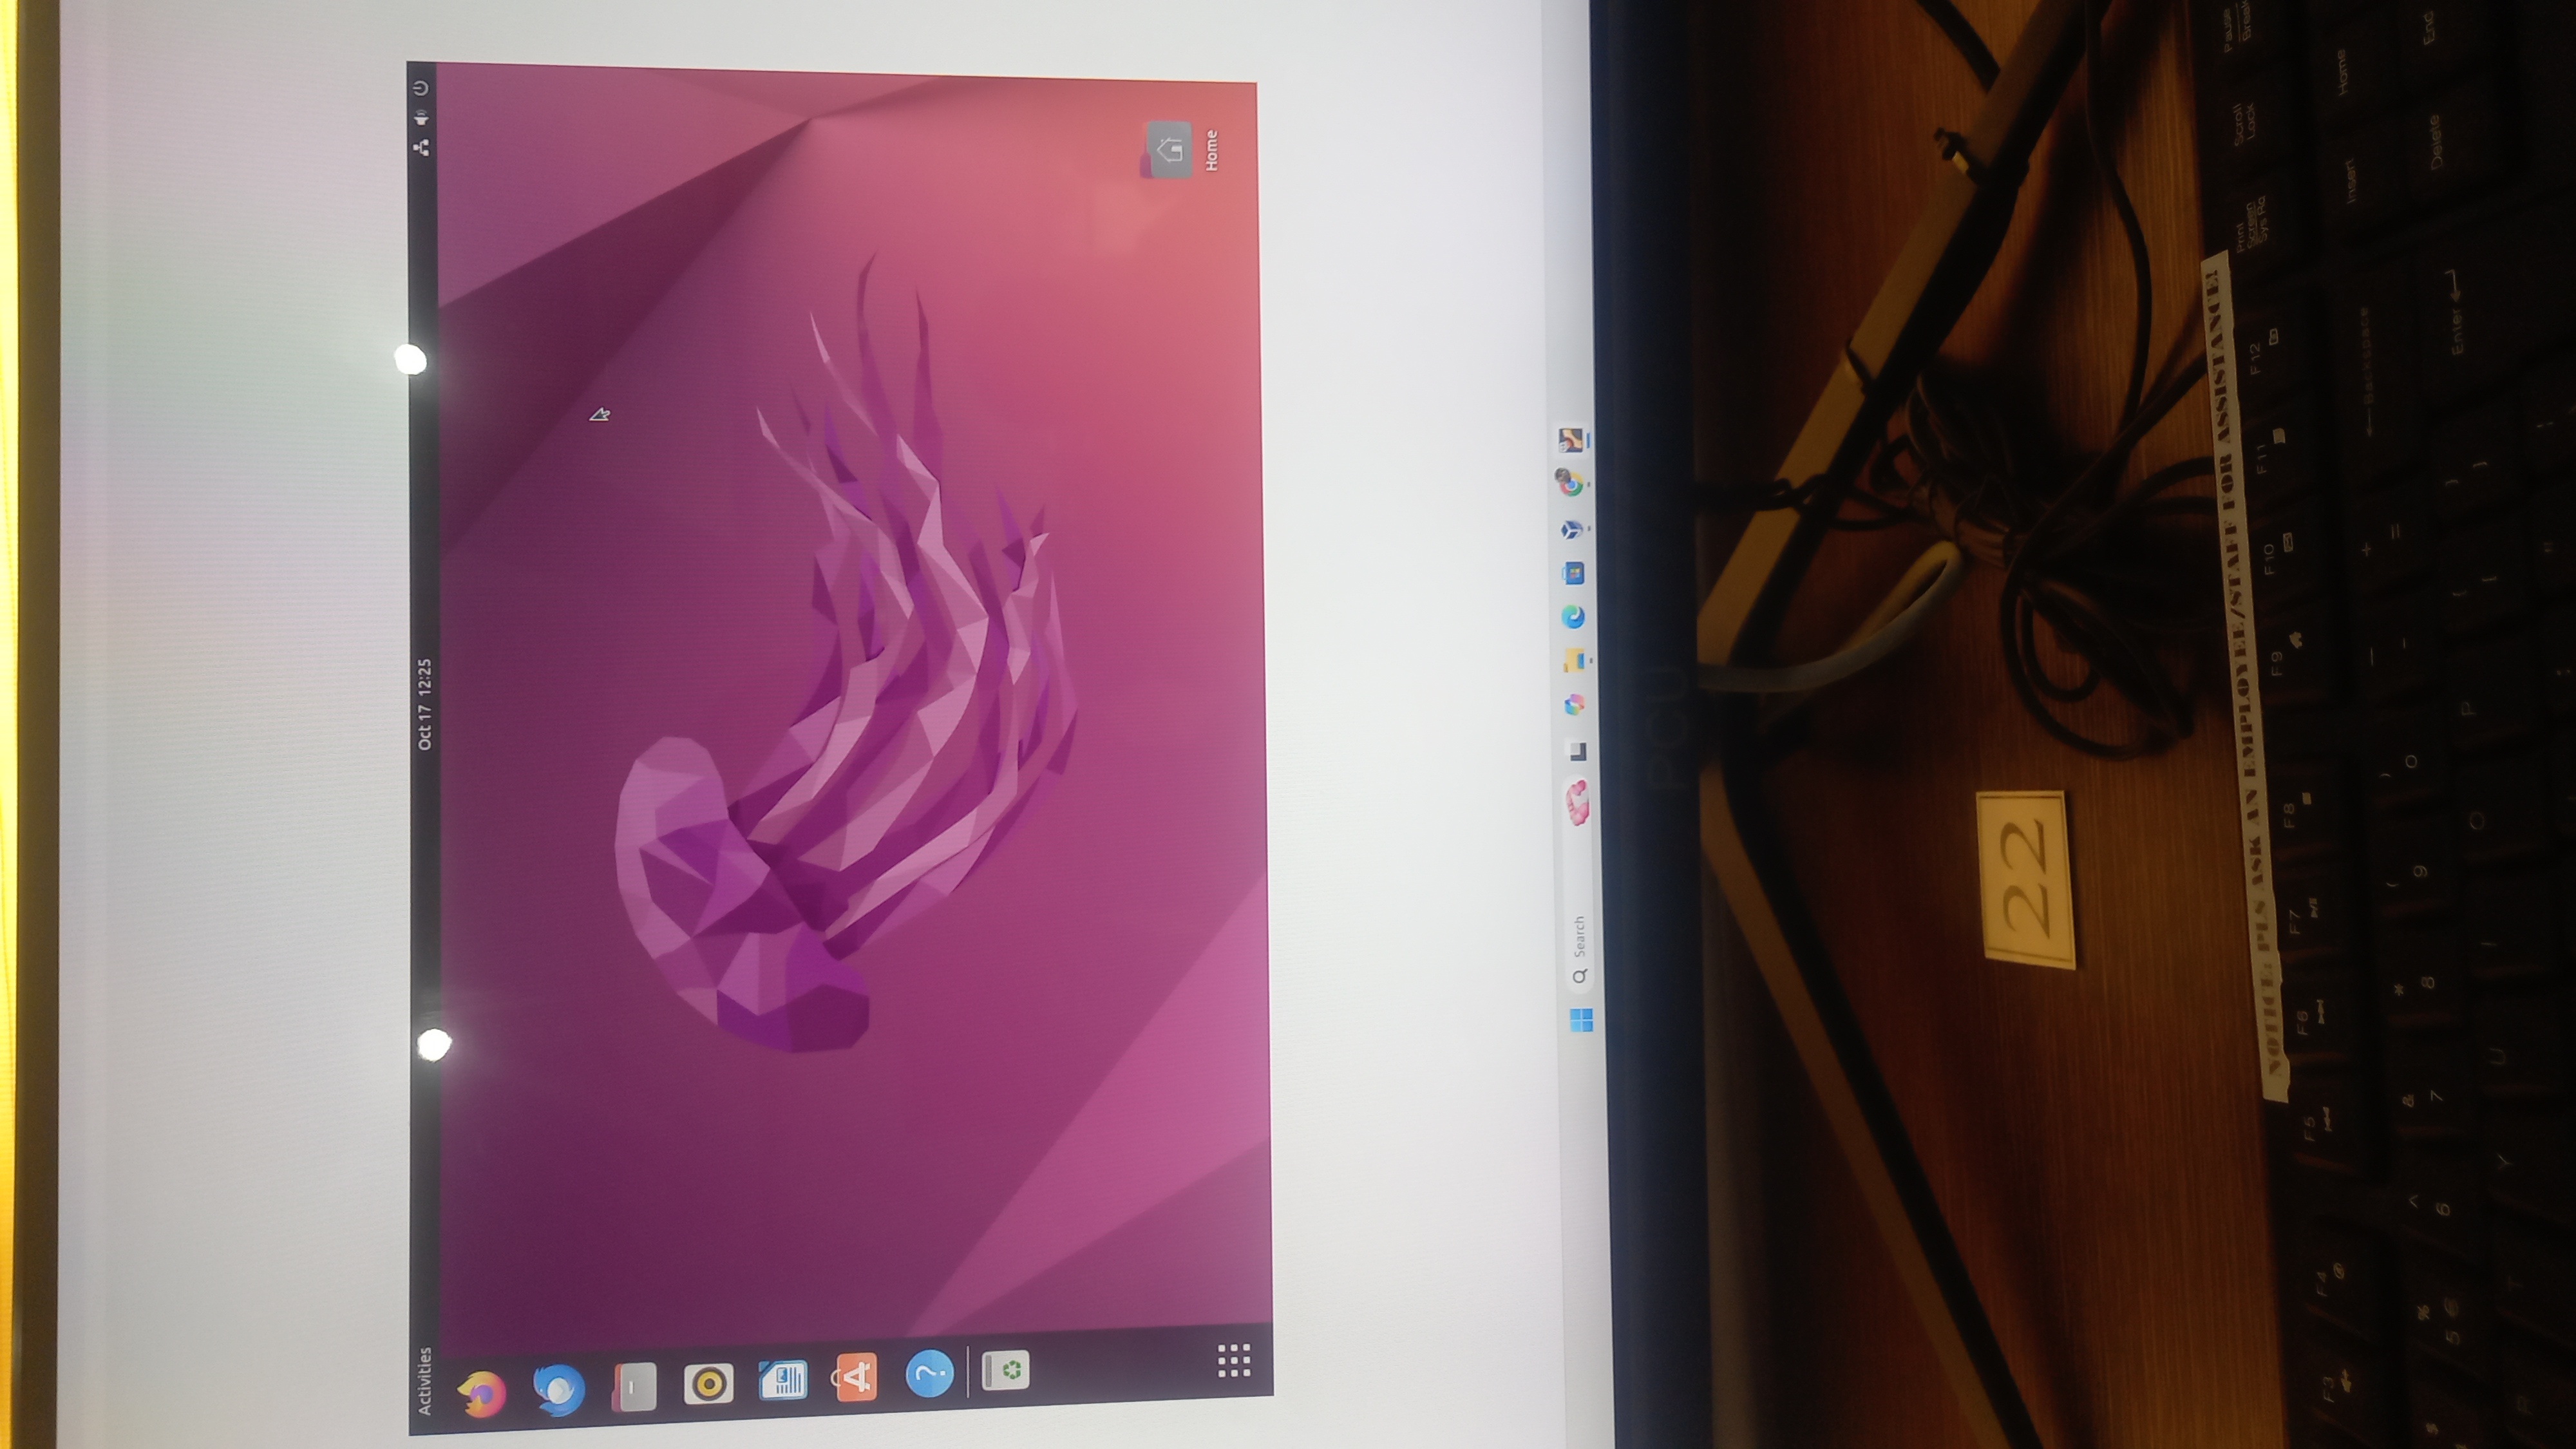 Activities
Oct 17 12:25
Home
Search
PCU
22
NOTICE: PLS ASK AN EMPLOYEE/STAFF FOR ASSISTANCE!
F3 F4 F5 F6 F7 F8 F9 F10 F11 F12 Print Screen Sys Rq Scroll Lock Pause Break
$ % 5 € ^ 6 & 7 * 8 ( 9 ) 0 _ - + = Backspace Insert Home
R T Y U I O P { [ } ] Enter Delete End